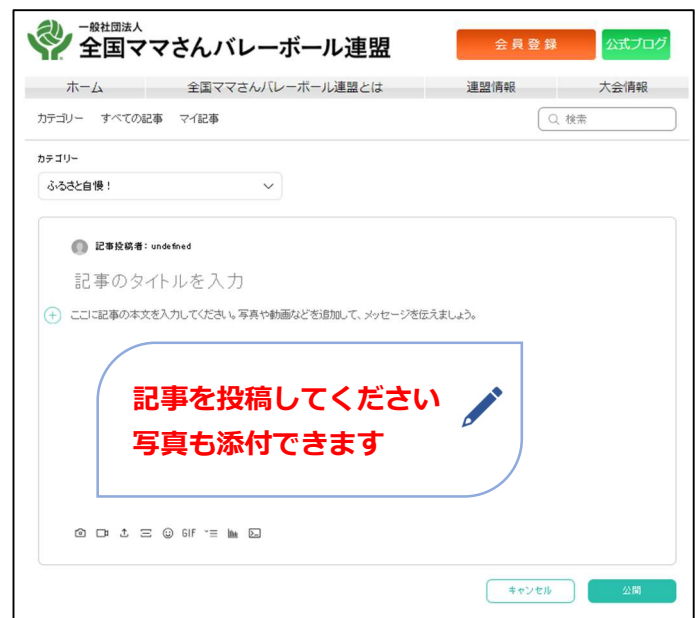 一般社団法人
全国ママさんバレーボール連盟
会員登録
公式ブログ
ホーム 全国ママさんバレーボール連盟とは 連盟情報 大会情報
カテゴリー すべての記事 マイ記事 検索
カテゴリー
ふるさと自慢！
記事投稿者： undefined
記事のタイトルを入力
ここに記事の本文を入力してください。写真や動画などを追加して、メッセージを伝えましょう。
記事を投稿してください
写真も添付できます
GIF
キャンセル 公開